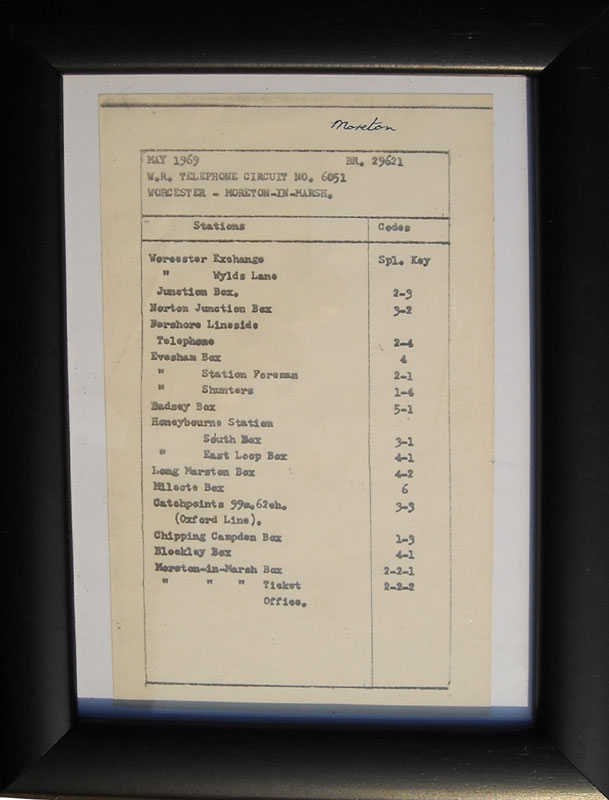 Moreton
MAY 1969 BR. 29621
W.R. TELEPHONE CIRCUIT NO. 6051
WORCESTER - MORETON-IN-MARSH.
Stations Codes
Worcester Exchange Spl. Key
" Wylds Lane
Junction Box. 2-3
Norton Junction Box 3-2
Pershore Lineside
Telephone 2-4
Evesham Box 4
" Station Foreman 2-1
" Shunters 1-4
Badsey Box 5-1
Honeybourne Station
South Box 3-1
" East Loop Box 4-1
Long Marston Box 4-2
Milcote Box 6
Catchpoints 99m.62ch. 3-3
(Oxford Line).
Chipping Campden Box 1-3
Blockley Box 4-1
Moreton-in-Marsh Box 2-2-1
" " " Ticket 2-2-2
Office.